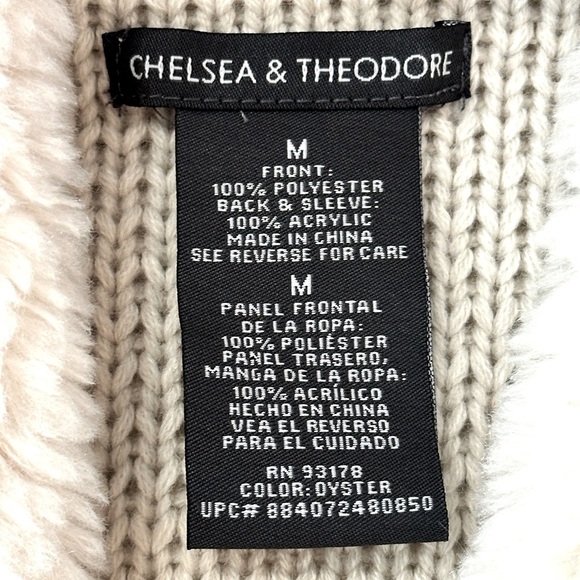 CHELSEA & THEODORE
M
FRONT:
100% POLYESTER
BACK & SLEEVE:
100% ACRYLIC
MADE IN CHINA
SEE REVERSE FOR CARE
M
PANEL FRONTAL
DE LA ROPA:
100% POLIÉSTER
PANEL TRASERO,
MANGA DE LA ROPA:
100% ACRÍLICO
HECHO EN CHINA
VEA EL REVERSO
PARA EL CUIDADO
RN 93178
COLOR: OYSTER
UPC# 884072480850